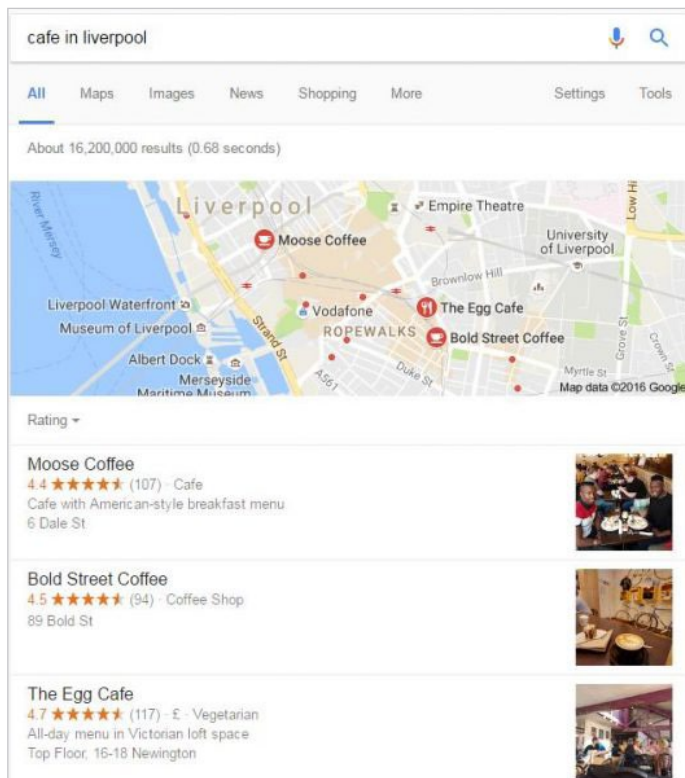 cafe in liverpool
All Maps Images News Shopping More Settings Tools
About 16,200,000 results (0.68 seconds)
River Mersey
Liverpool
Empire Theatre
Low Hi
Moose Coffee
University
of Liverpool
Brownlow Hill
Liverpool Waterfront
Vodafone
The Egg Cafe
Museum of Liverpool
Strand St
ROPEWALKS
Bold Street Coffee
Grove St
Crown St
Albert Dock
Duke St
Myrtle St
Merseyside
Maritime Museum
A561
Map data ©2016 Google
Rating
Moose Coffee
4.4 (107) · Cafe
Cafe with American-style breakfast menu
6 Dale St
Bold Street Coffee
4.5 (94) · Coffee Shop
89 Bold St
The Egg Cafe
4.7 (117) · £ · Vegetarian
All-day menu in Victorian loft space
Top Floor, 16-18 Newington